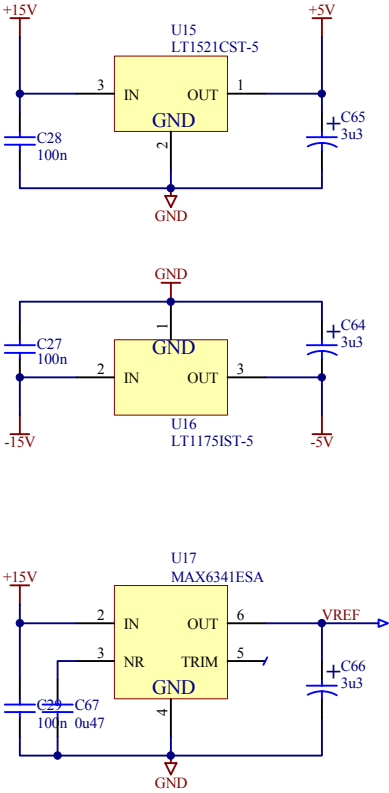 +15V
+5V
U15
LT1521CST-5
3
IN
OUT
1
GND
2
C28
100n
C65
3u3
GND
GND
1
GND
C27
100n
C64
3u3
2
IN
OUT
3
U16
LT1175IST-5
-15V
-5V
U17
MAX6341ESA
+15V
2
IN
OUT
6
VREF
3
NR
TRIM
5
GND
4
C29
100n
C67
0u47
C66
3u3
GND